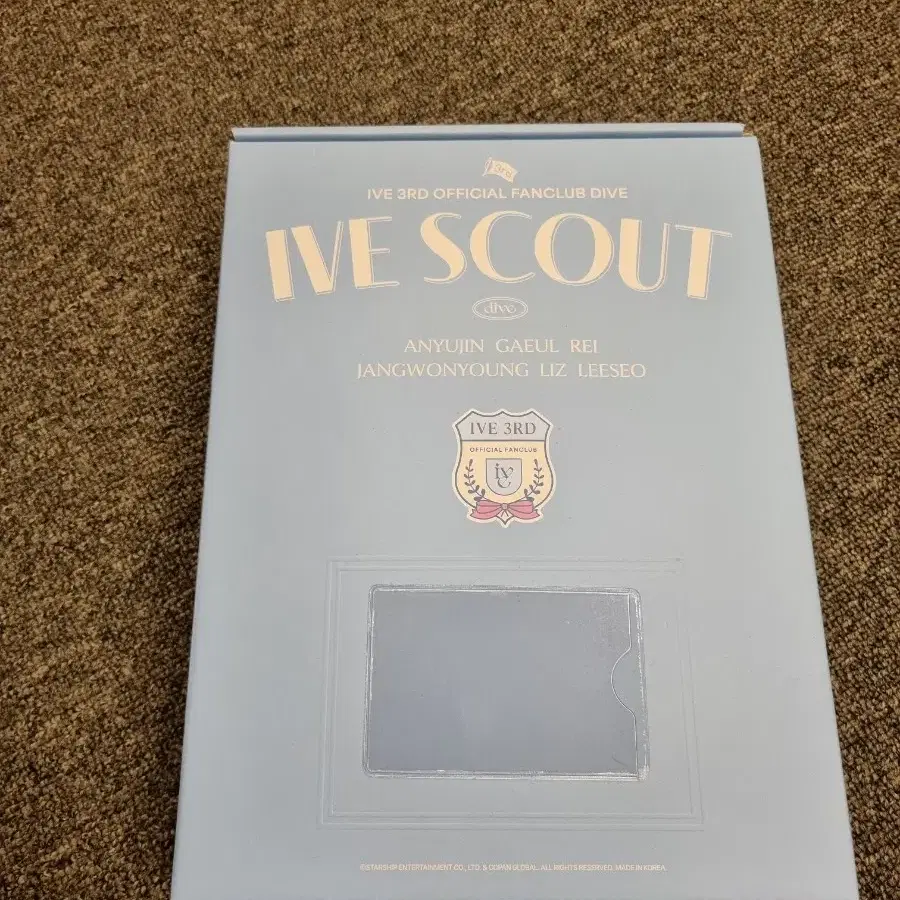 3rd
IVE 3RD OFFICIAL FANCLUB DIVE
IVE SCOUT
dive
ANYUJIN GAEUL REI
JANGWONYOUNG LIZ LEESEO
IVE 3RD
OFFICIAL FANCLUB
IVE
©STARSHIP ENTERTAINMENT CO., LTD. & DOPAN GLOBAL. ALL RIGHTS RESERVED. MADE IN KOREA.